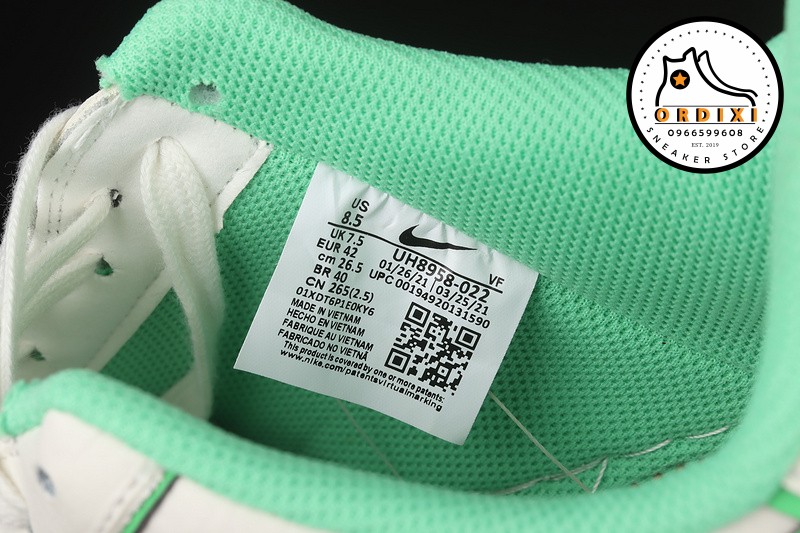 ORDIXI
0966599608
EST. 2019
SNEAKER STORE
US
8.5
UK 7.5
EUR 42
cm 26.5
BR 40
CN 265(2.5)
01XDT6P1E0KY6
UH8958-022
VF
01/26/21 | 03/25/21
UPC 00194920131590
MADE IN VIETNAM
HECHO EN VIETNAM
FABRIQUE AU VIETNAM
FABRICADO NO VIETNÃ
This product is covered by one or more patents:
www.nike.com/patentsvirtualmarking